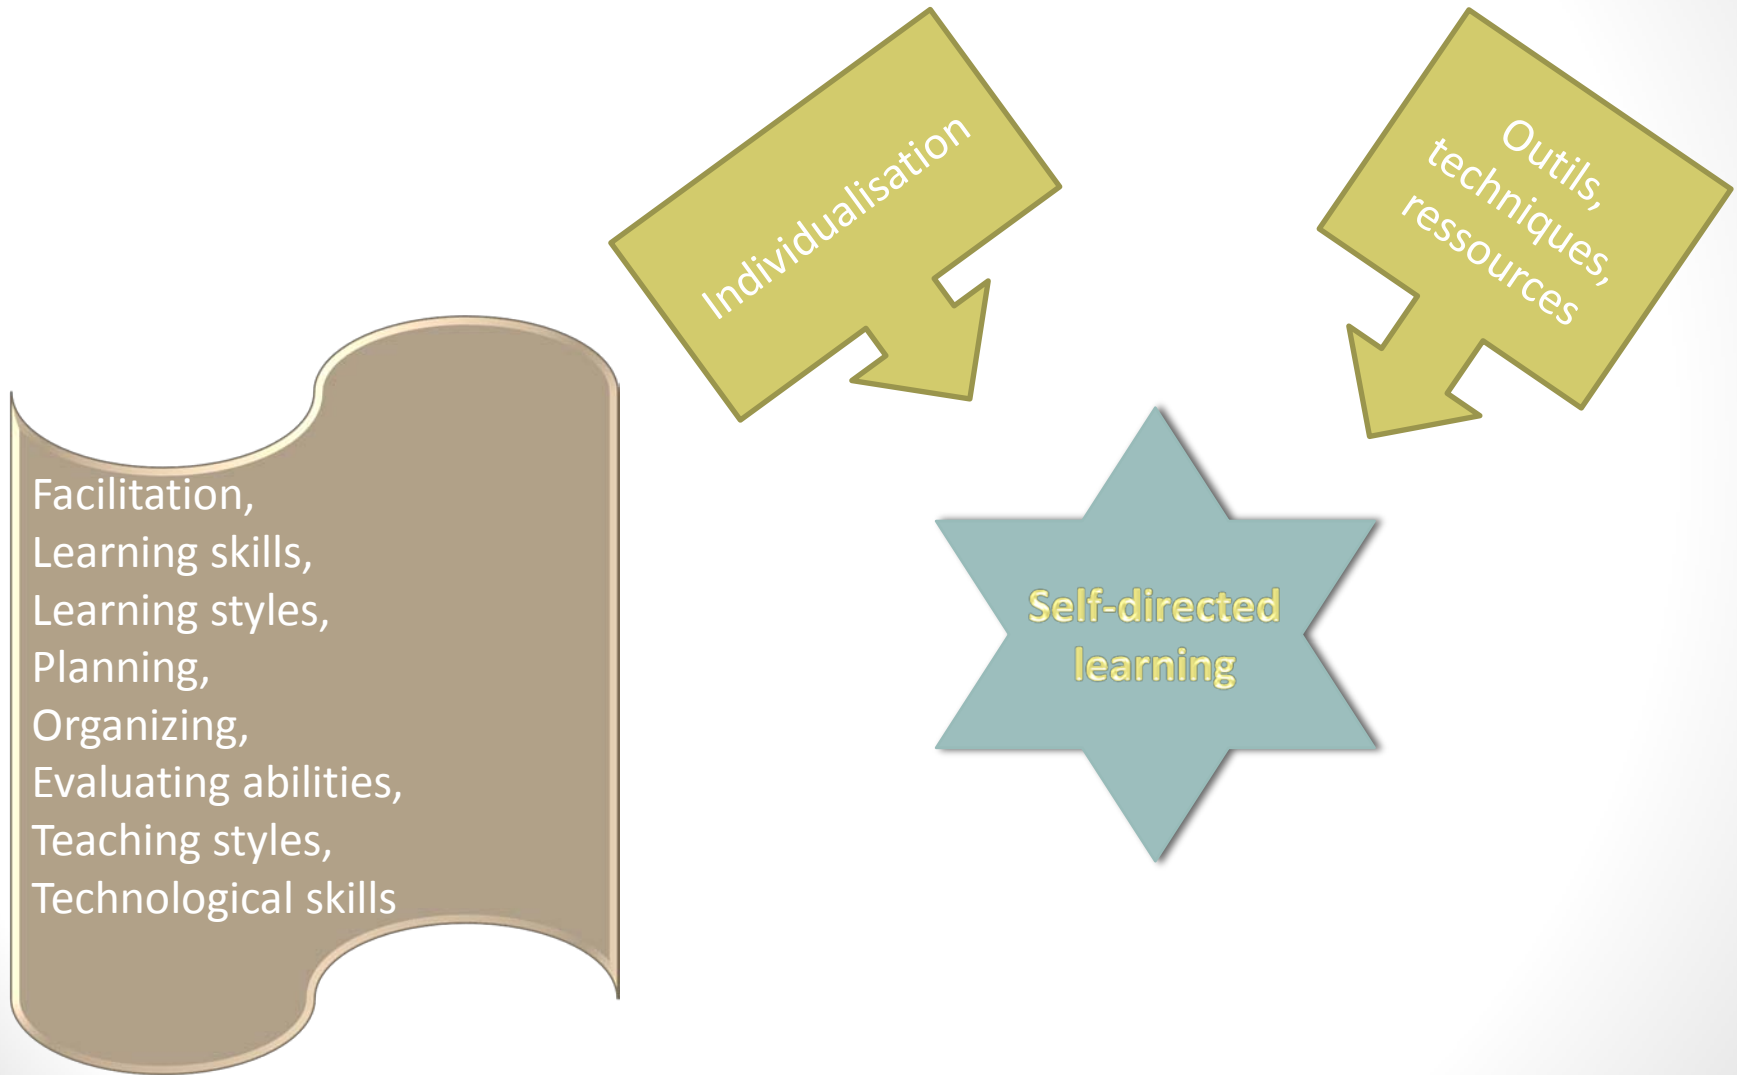 Individualisation
Outils,
techniques,
ressources
Facilitation,
Learning skills,
Learning styles,
Planning,
Organizing,
Evaluating abilities,
Teaching styles,
Technological skills
Self-directed
learning